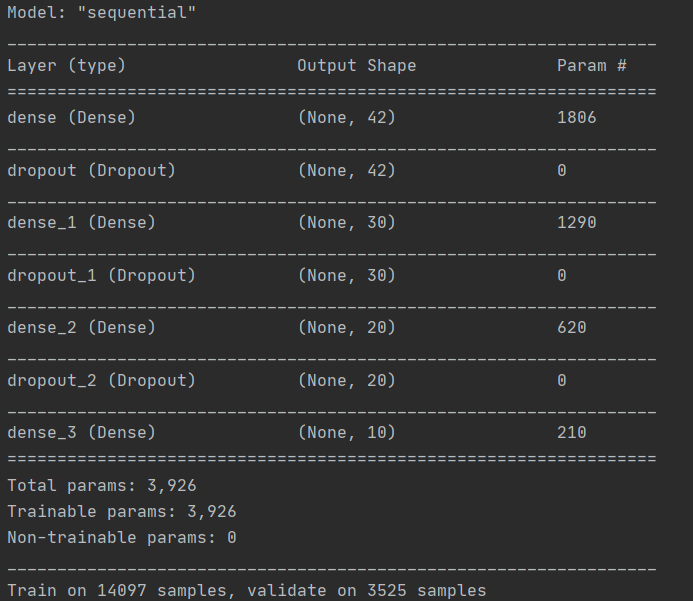 Model: "sequential"
_________________________________________________________________
Layer (type)                 Output Shape              Param #
=================================================================
dense (Dense)                (None, 42)                1806
_________________________________________________________________
dropout (Dropout)            (None, 42)                0
_________________________________________________________________
dense_1 (Dense)              (None, 30)                1290
_________________________________________________________________
dropout_1 (Dropout)          (None, 30)                0
_________________________________________________________________
dense_2 (Dense)              (None, 20)                620
_________________________________________________________________
dropout_2 (Dropout)          (None, 20)                0
_________________________________________________________________
dense_3 (Dense)              (None, 10)                210
=================================================================
Total params: 3,926
Trainable params: 3,926
Non-trainable params: 0
_________________________________________________________________
Train on 14097 samples, validate on 3525 samples